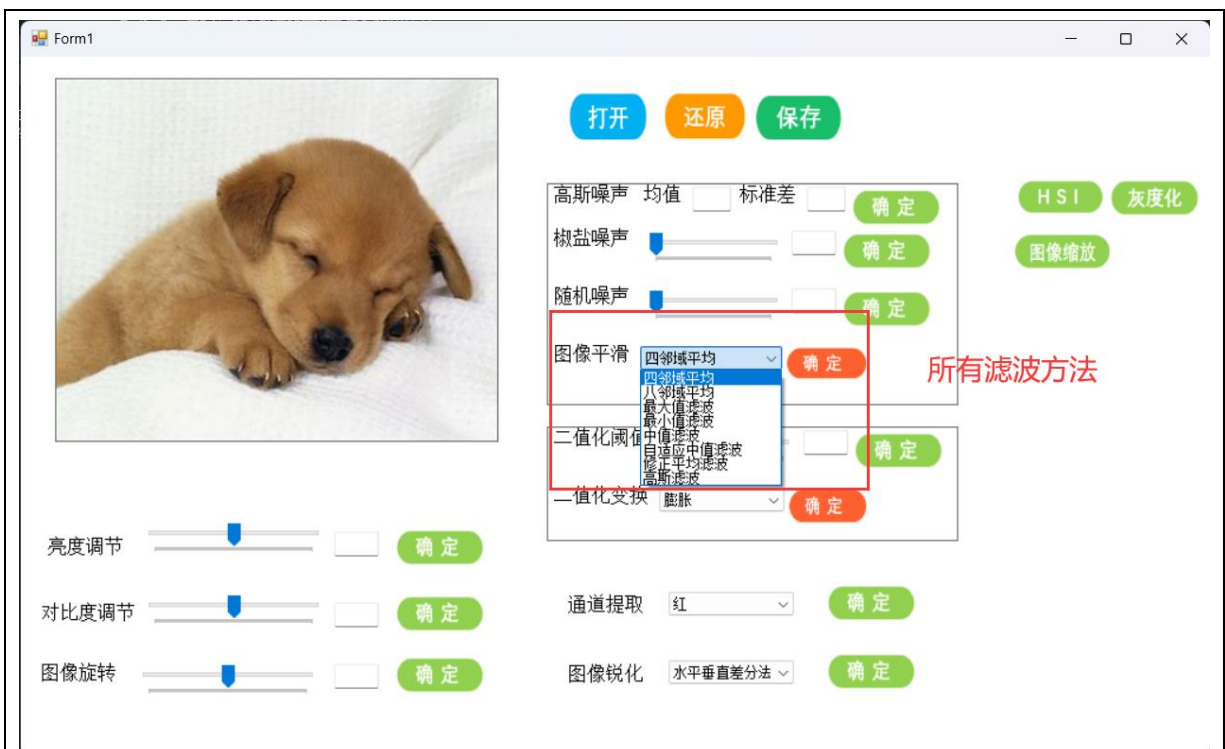 Form1
打开 还原 保存
高斯噪声 均值 标准差 确 定
H S I 灰度化
椒盐噪声 确 定
图像缩放
随机噪声 确 定
图像平滑 四邻域平均 确 定
所有滤波方法
四邻域平均
八邻域平均
最大值滤波
最小值滤波
中值滤波
自适应中值滤波
修正平均滤波
高斯滤波
二值化阈值 确 定
二值化变换 膨胀 确 定
亮度调节 确 定
对比度调节 确 定
图像旋转 确 定
通道提取 红 确 定
图像锐化 水平垂直差分法 确 定